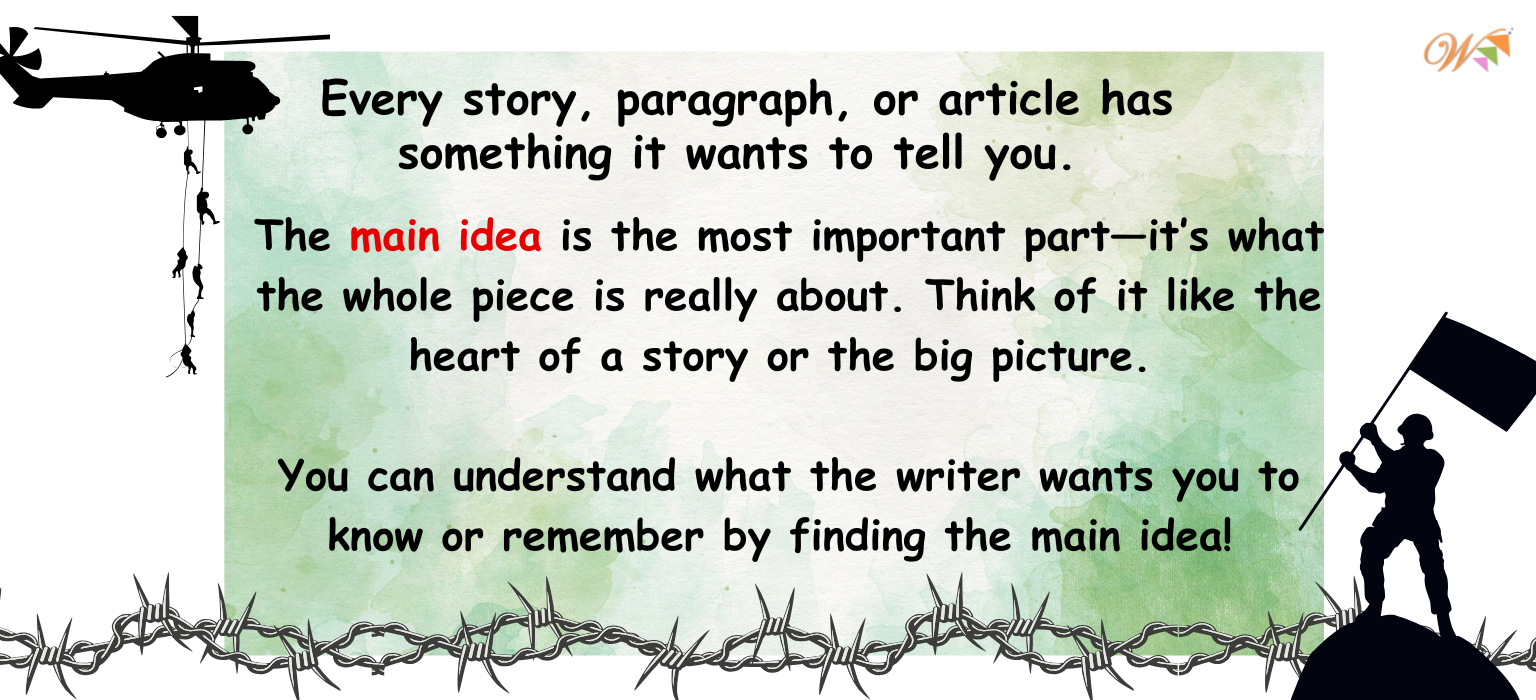 Every story, paragraph, or article has
something it wants to tell you.
The main idea is the most important part—it's what
the whole piece is really about. Think of it like the
heart of a story or the big picture.
You can understand what the writer wants you to
know or remember by finding the main idea!
W